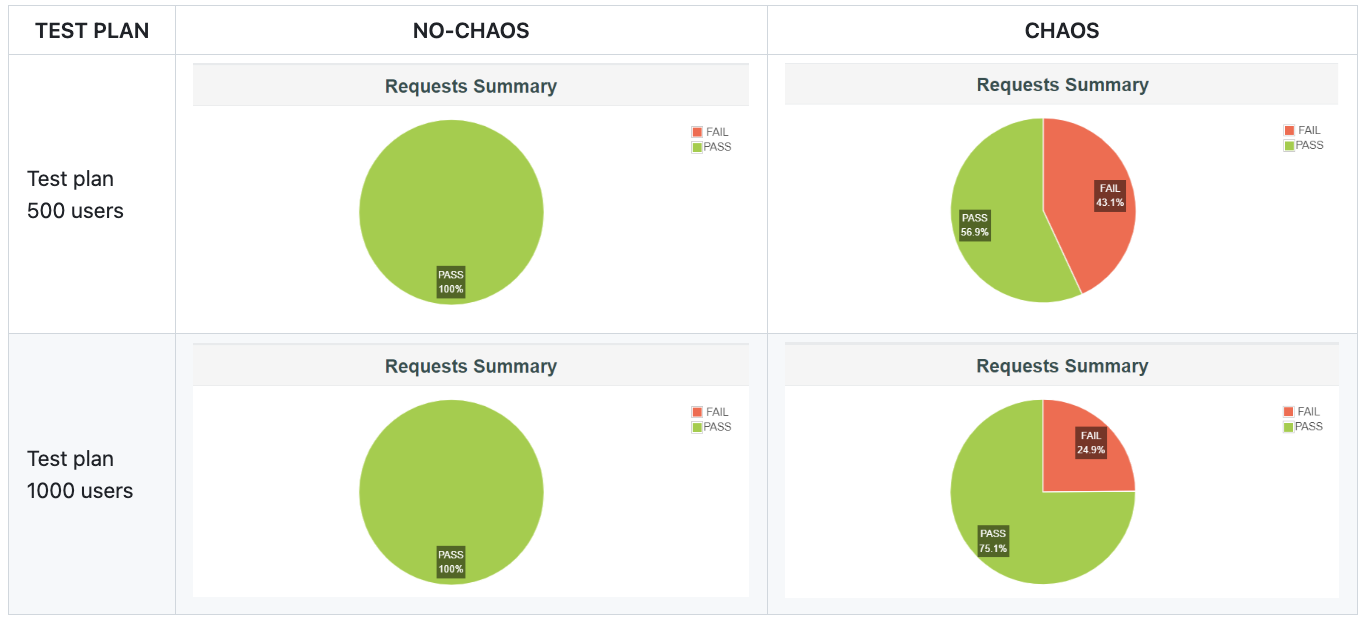 TEST PLAN
NO-CHAOS
CHAOS
Test plan
500 users
Requests Summary
FAIL
PASS
PASS
100%
Requests Summary
FAIL
PASS
FAIL
43.1%
PASS
56.9%
Test plan
1000 users
Requests Summary
FAIL
PASS
PASS
100%
Requests Summary
FAIL
PASS
FAIL
24.9%
PASS
75.1%